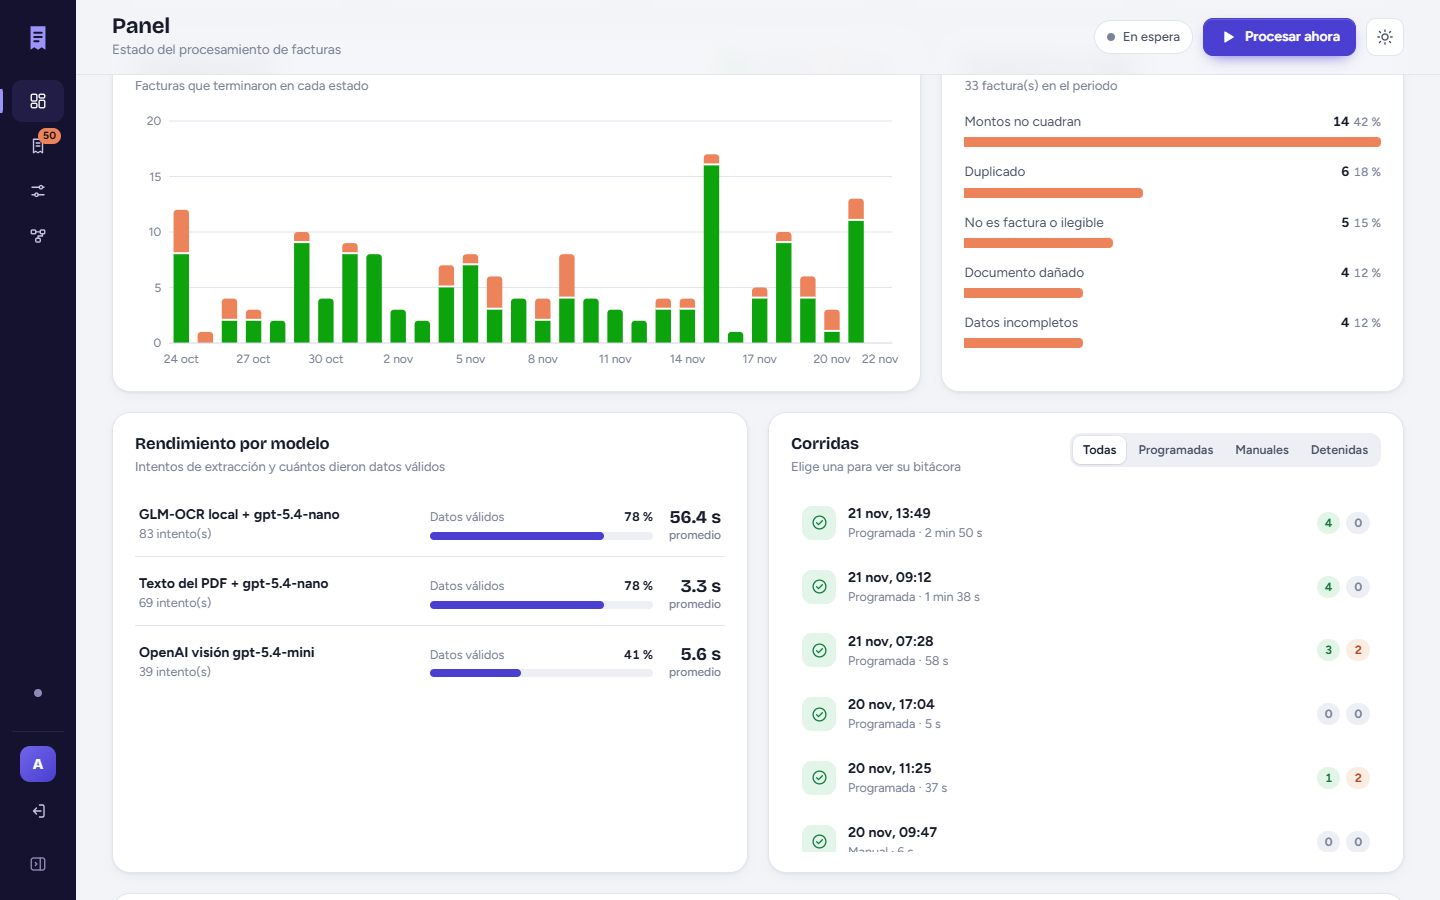 Panel
Estado del procesamiento de facturas
En espera
Procesar ahora
50
A
Facturas que terminaron en cada estado
20
15
10
5
0
24 oct 27 oct 30 oct 2 nov 5 nov 8 nov 11 nov 14 nov 17 nov 20 nov 22 nov
33 factura(s) en el periodo
Montos no cuadran 14 42 %
Duplicado 6 18 %
No es factura o ilegible 5 15 %
Documento dañado 4 12 %
Datos incompletos 4 12 %
Rendimiento por modelo
Intentos de extracción y cuántos dieron datos válidos
GLM-OCR local + gpt-5.4-nano
83 intento(s)
Datos válidos 78 %
56.4 s
promedio
Texto del PDF + gpt-5.4-nano
69 intento(s)
Datos válidos 78 %
3.3 s
promedio
OpenAI visión gpt-5.4-mini
39 intento(s)
Datos válidos 41 %
5.6 s
promedio
Corridas
Elige una para ver su bitácora
Todas Programadas Manuales Detenidas
21 nov, 13:49
Programada · 2 min 50 s
4 0
21 nov, 09:12
Programada · 1 min 38 s
4 0
21 nov, 07:28
Programada · 58 s
3 2
20 nov, 17:04
Programada · 5 s
0 0
20 nov, 11:25
Programada · 37 s
1 2
20 nov, 09:47
Manual · 6 s
0 0